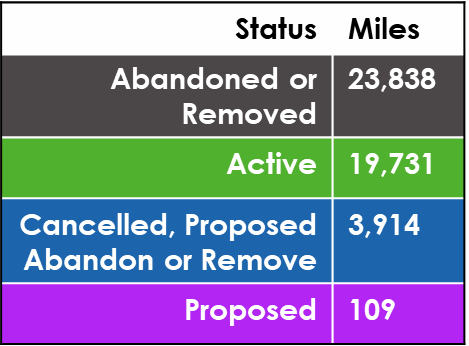 Status Miles
Abandoned or
Removed 23,838
Active 19,731
Cancelled, Proposed
Abandon or Remove 3,914
Proposed 109